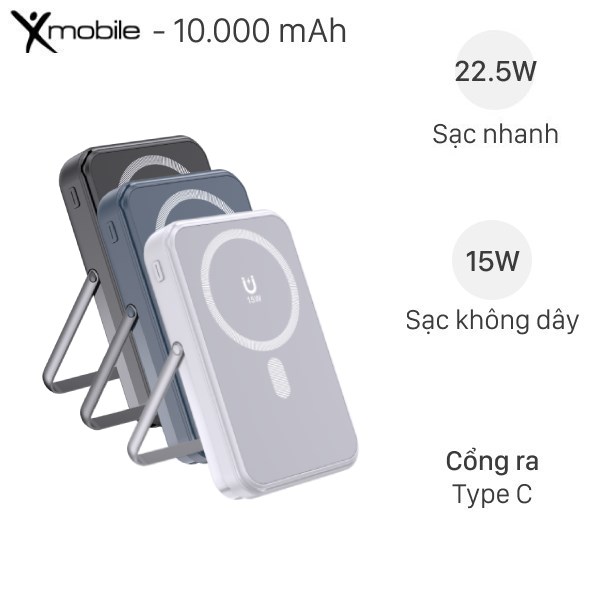 Xmobile - 10.000 mAh
22.5W
Sạc nhanh
15W
Sạc không dây
15W
Cổng ra
Type C